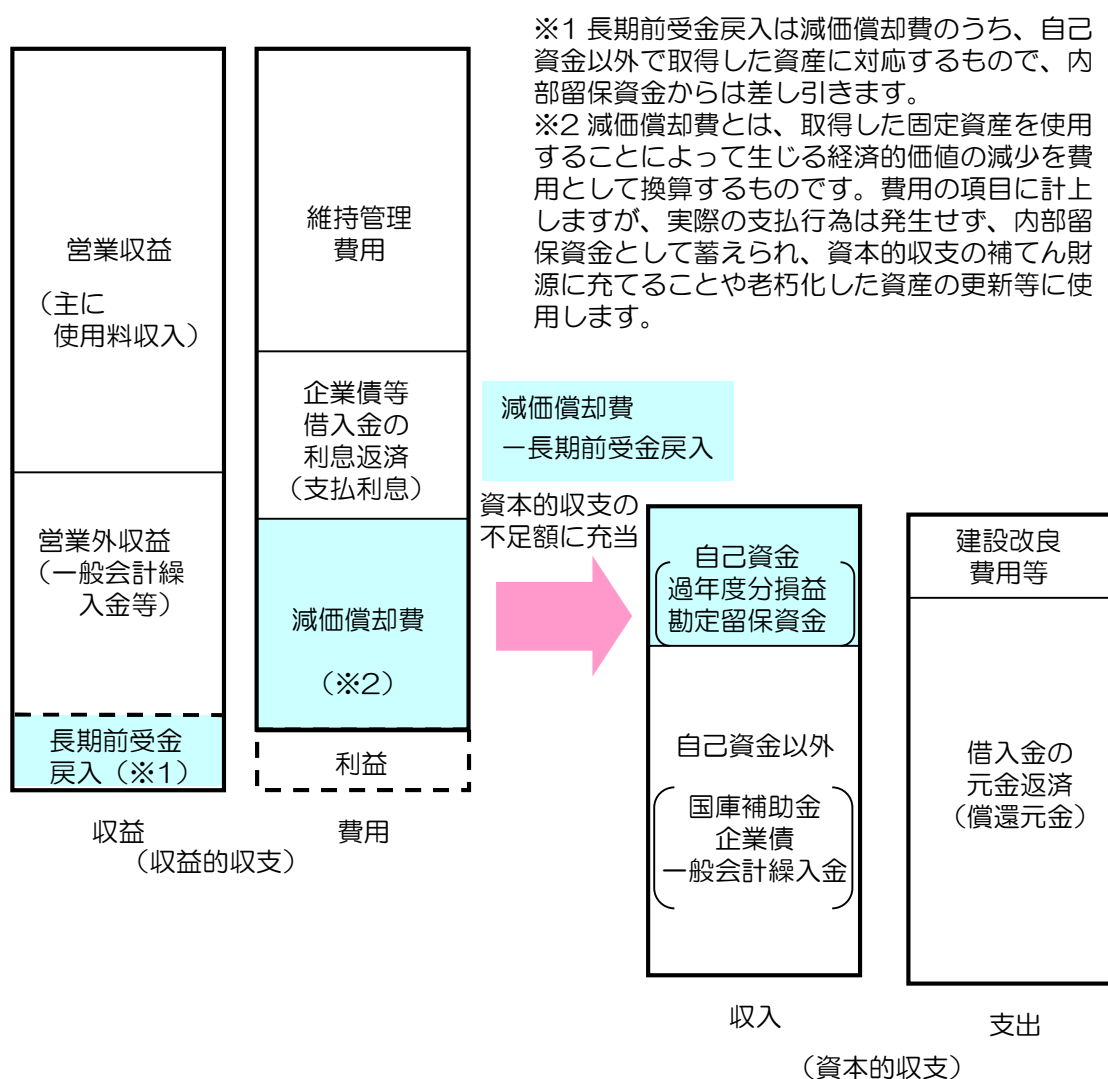 ※1 長期前受金戻入は減価償却費のうち、自己
資金以外で取得した資産に対応するもので、内
部留保資金からは差し引きます。
※2 減価償却費とは、取得した固定資産を使用
することによって生じる経済的価値の減少を費
用として換算するものです。費用の項目に計上
しますが、実際の支払行為は発生せず、内部留
保資金として蓄えられ、資本的収支の補てん財
源に充てることや老朽化した資産の更新等に使
用します。
営業収益
（主に
使用料収入）
営業外収益
（一般会計繰
入金等）
長期前受金
戻入（※1）
収益
維持管理
費用
企業債等
借入金の
利息返済
（支払利息）
減価償却費
（※2）
利益
費用
（収益的収支）
減価償却費
－長期前受金戻入
資本的収支の
不足額に充当
自己資金
過年度分損益
勘定留保資金
自己資金以外
国庫補助金
企業債
一般会計繰入金
収入
建設改良
費用等
借入金の
元金返済
（償還元金）
支出
（資本的収支）